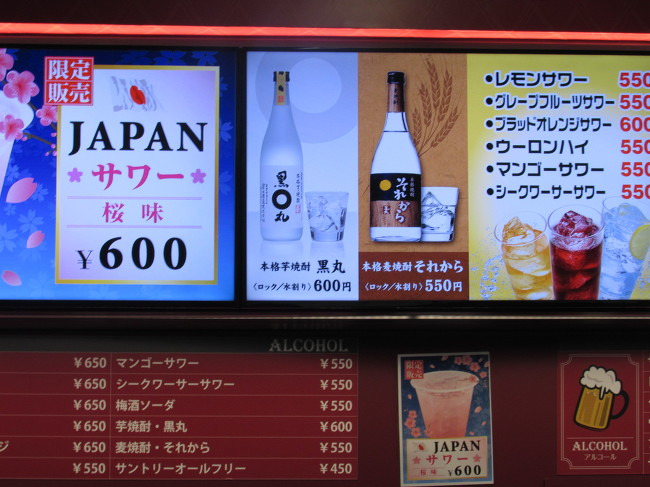 限定
販売
JAPAN
サワー
桜味
¥600
黒
丸
本格芋焼酎 黒丸
〈ロック/水割り〉600円
それから
本格麦焼酎 それから
〈ロック/水割り〉550円
•レモンサワー 550
•グレープフルーツサワー 550
•ブラッドオレンジサワー 600
•ウーロンハイ 550
•マンゴーサワー 550
•シークワーサーサワー 550
ALCOHOL
¥650 マンゴーサワー ¥550
¥650 シークワーサーサワー ¥550
¥650 梅酒ソーダ ¥550
¥650 芋焼酎・黒丸 ¥600
ジ ¥650 麦焼酎・それから ¥550
¥550 サントリーオールフリー ¥450
限定
販売
JAPAN
サワー
桜味 ¥600
ALCOHOL
アルコール